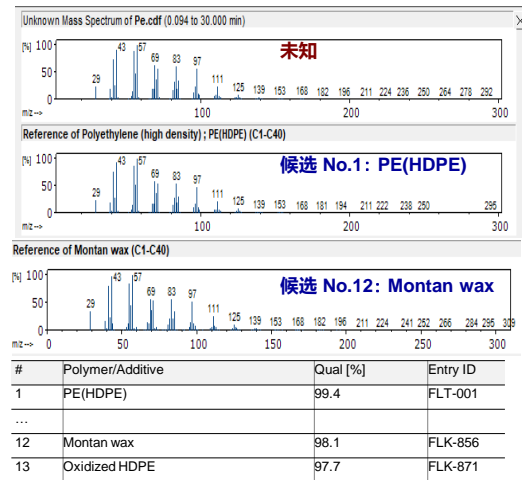 Unknown Mass Spectrum of Pe.cdf (0.094 to 30.000 min)
未知
[%] 100
50
0
29 43 57 69 83 97 111 125 139 153 168 182 196 211 224 236 250 264 278 292
m/z --> 100 200 300
Reference of Polyethylene (high density) ; PE(HDPE) (C1-C40)
候选 No.1：PE(HDPE)
[%] 100
50
0
29 43 57 69 83 97 111 125 139 153 168 181 194 211 222 238 250 295
m/z --> 100 200 300
Reference of Montan wax (C1-C40)
候选 No.12：Montan wax
[%] 100
50
0
29 43 57 69 83 97 111 125 139 153 168 182 196 211 224 241 252 266 284 295 309
m/z --> 0 50 100 150 200 250 300
# Polymer/Additive Qual [%] Entry ID
1 PE(HDPE) 99.4 FLT-001
…
12 Montan wax 98.1 FLK-856
13 Oxidized HDPE 97.7 FLK-871